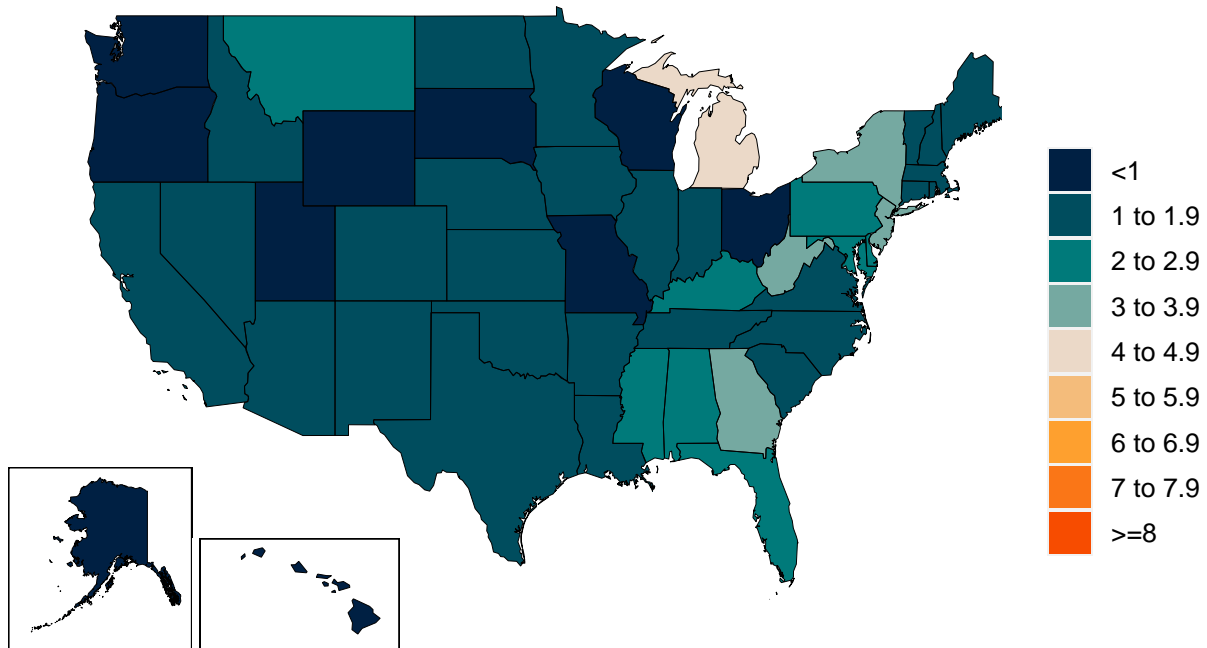 <1
1 to 1.9
2 to 2.9
3 to 3.9
4 to 4.9
5 to 5.9
6 to 6.9
7 to 7.9
>=8